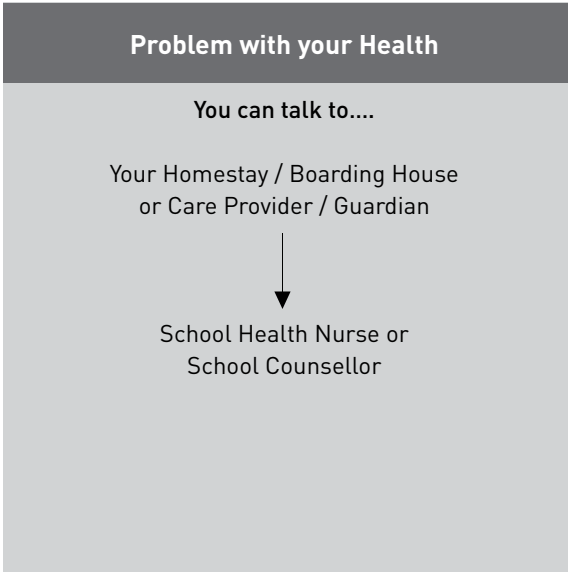 Problem with your Health
You can talk to....
Your Homestay / Boarding House
or Care Provider / Guardian
School Health Nurse or
School Counsellor